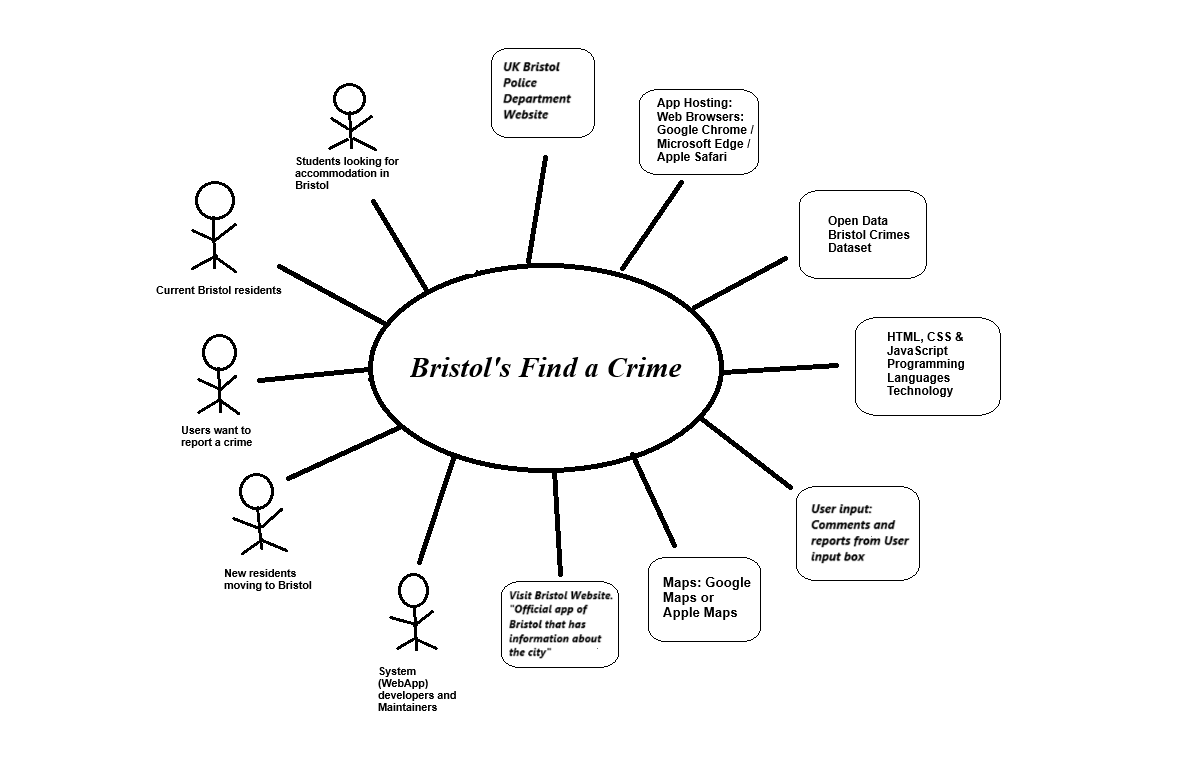 UK Bristol
Police
Department
Website
App Hosting:
Web Browsers:
Google Chrome /
Microsoft Edge /
Apple Safari
Students looking for
accommodation in
Bristol
Open Data
Bristol Crimes
Dataset
Current Bristol residents
HTML, CSS &
JavaScript
Programming
Languages
Technology
Bristol's Find a Crime
Users want to
report a crime
User input:
Comments and
reports from User
input box
New residents
moving to Bristol
Maps: Google
Maps or
Apple Maps
Visit Bristol Website.
"Official app of
Bristol that has
information about
the city"
System
(WebApp)
developers and
Maintainers